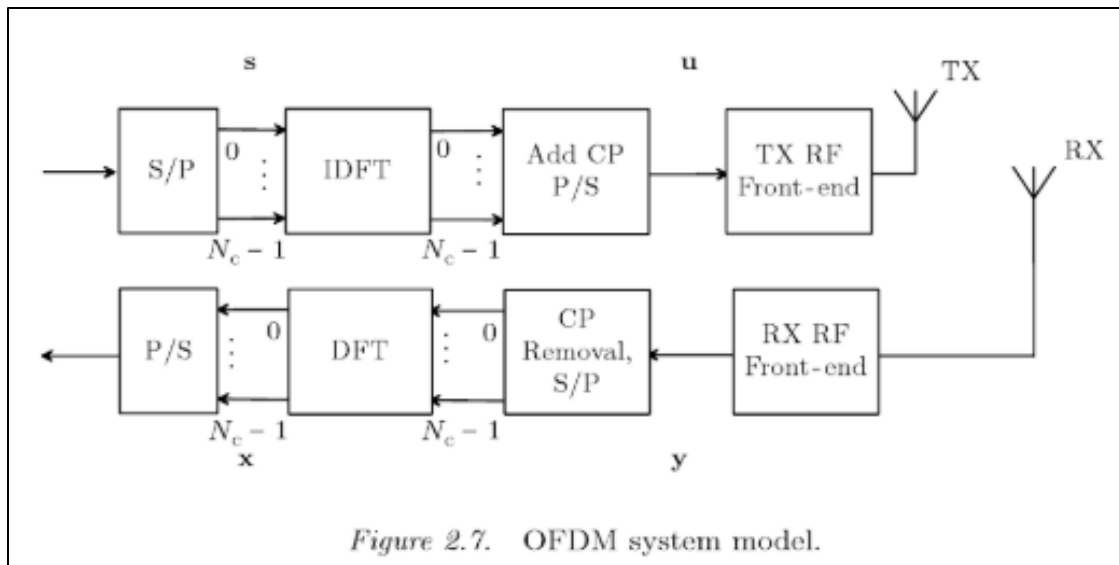 s
u
TX
RX
S/P
0
⋮
N_c − 1
IDFT
0
⋮
N_c − 1
Add CP
P/S
TX RF
Front-end
P/S
0
⋮
N_c − 1
DFT
0
⋮
N_c − 1
CP
Removal,
S/P
RX RF
Front-end
x
y
Figure 2.7. OFDM system model.